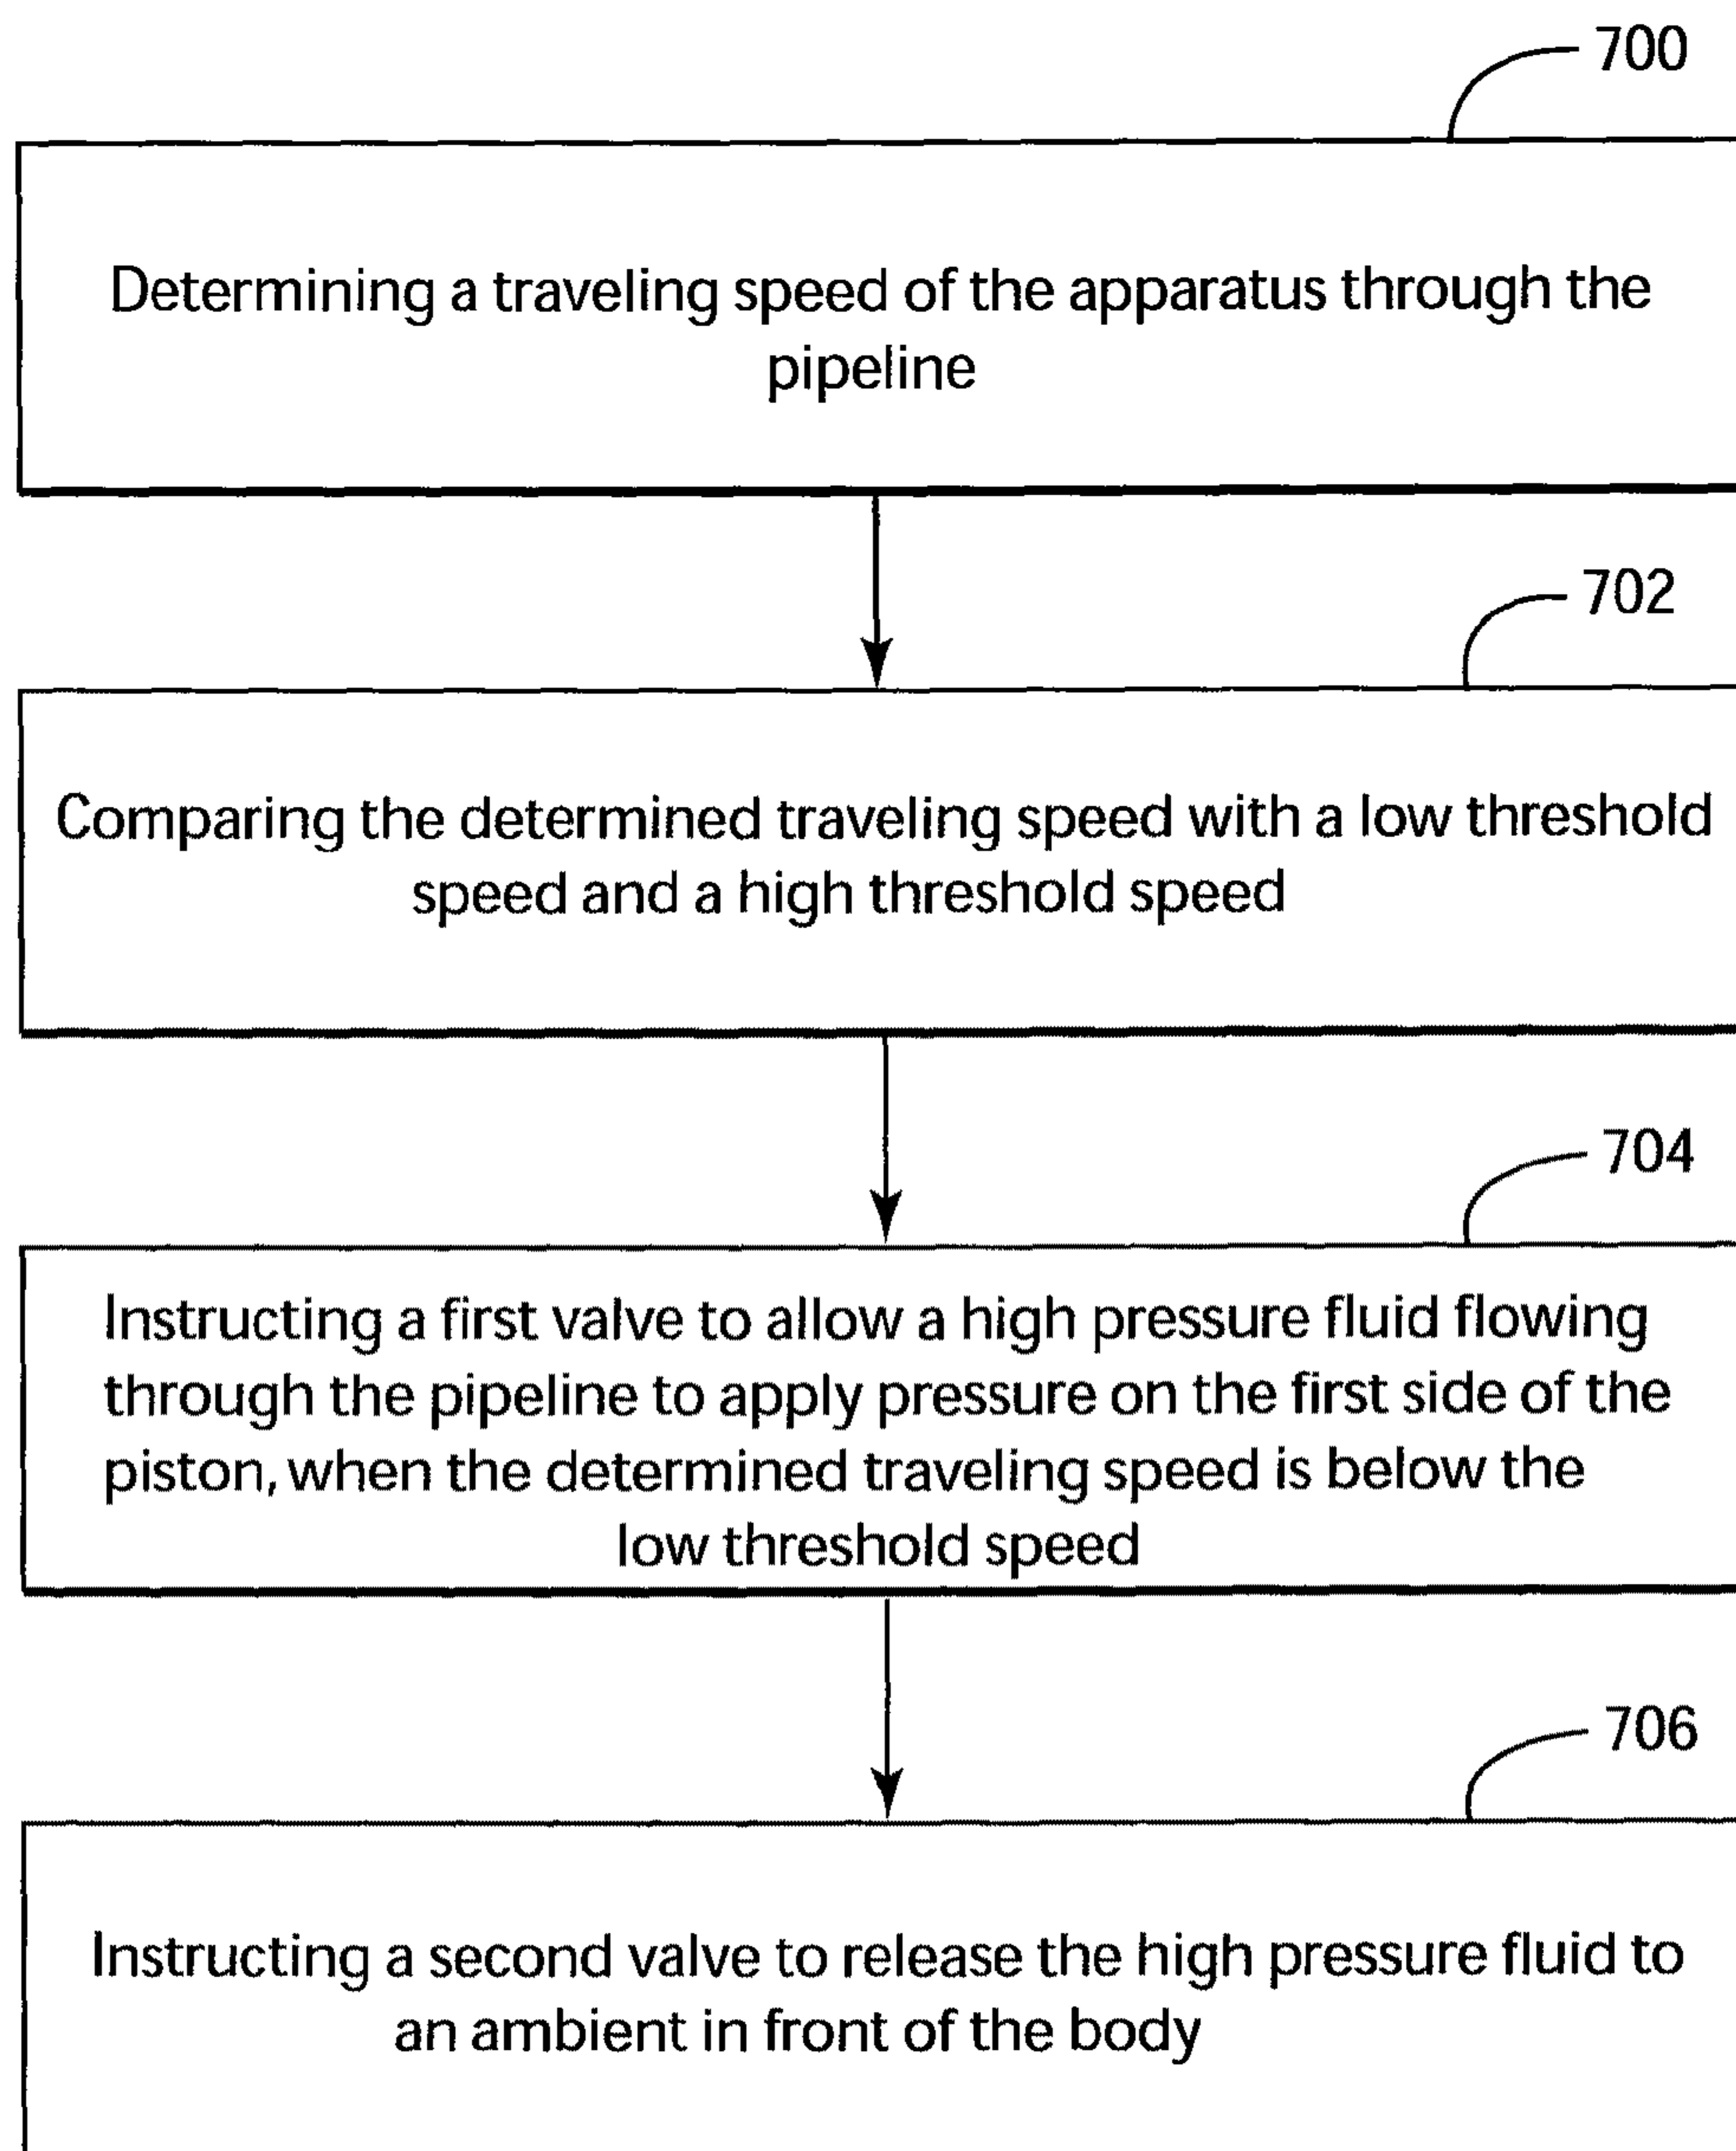 700
Determining a traveling speed of the apparatus through the
pipeline
702
Comparing the determined traveling speed with a low threshold
speed and a high threshold speed
704
Instructing a first valve to allow a high pressure fluid flowing
through the pipeline to apply pressure on the first side of the
piston, when the determined traveling speed is below the
low threshold speed
706
Instructing a second valve to release the high pressure fluid to
an ambient in front of the body